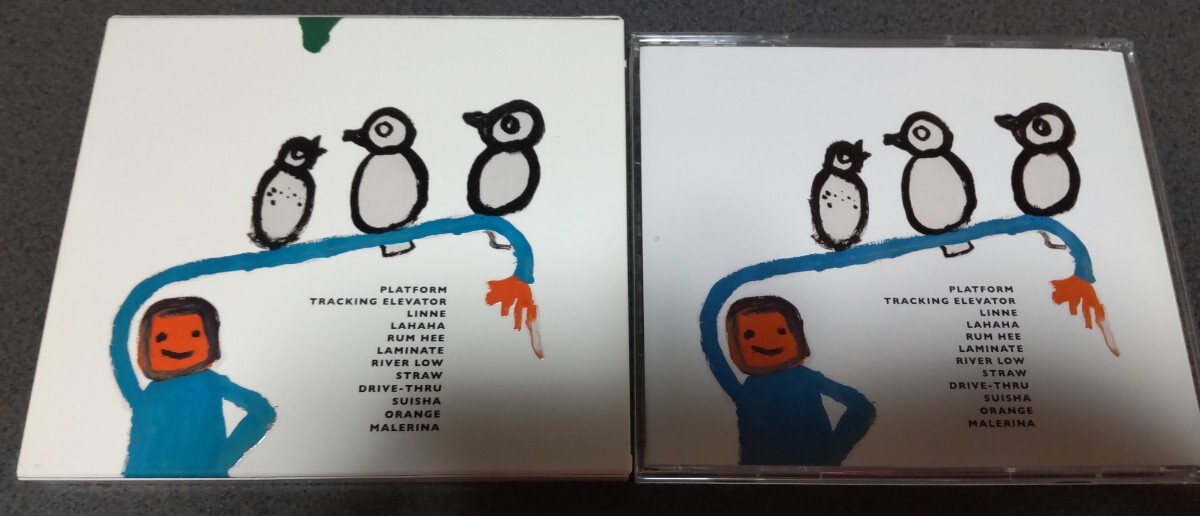 PLATFORM
TRACKING ELEVATOR
LINNE
LAHAHA
RUM HEE
LAMINATE
RIVER LOW
STRAW
DRIVE-THRU
SUISHA
ORANGE
MALERINA
PLATFORM
TRACKING ELEVATOR
LINNE
LAHAHA
RUM HEE
LAMINATE
RIVER LOW
STRAW
DRIVE-THRU
SUISHA
ORANGE
MALERINA